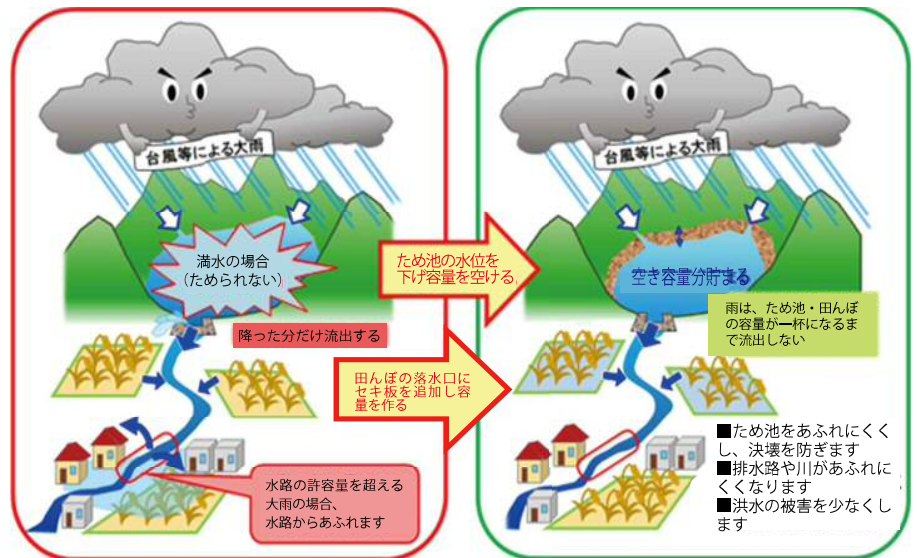 台風等による大雨
満水の場合
（ためられない）
降った分だけ流出する
水路の許容量を超える
大雨の場合、
水路からあふれます
ため池の水位を
下げ容量を空ける。
田んぼの落水口に
セキ板を追加し容
量を作る
台風等による大雨
空き容量分貯まる
雨は、ため池・田んぼ
の容量が一杯になるま
で流出しない
■ため池をあふれにくく
し、決壊を防ぎます
■排水路や川があふれに
くくなります
■洪水の被害を少なくし
ます